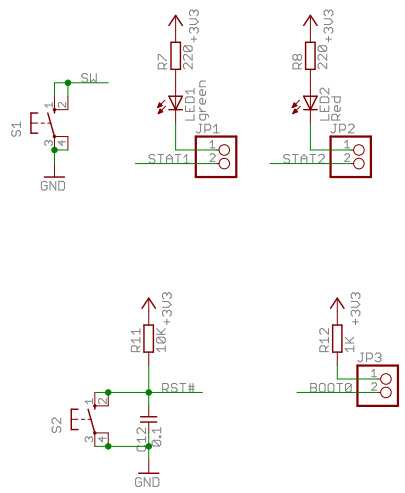 +3V3
R7
220
LED1
green
JP1
1
2
STAT1
+3V3
R8
220
LED2
Red
JP2
1
2
STAT2
SW
S1
1
2
3
4
GND
+3V3
R11
10K
RST#
S2
1
2
3
4
C12
0.1
GND
+3V3
R12
1K
JP3
1
2
BOOT0